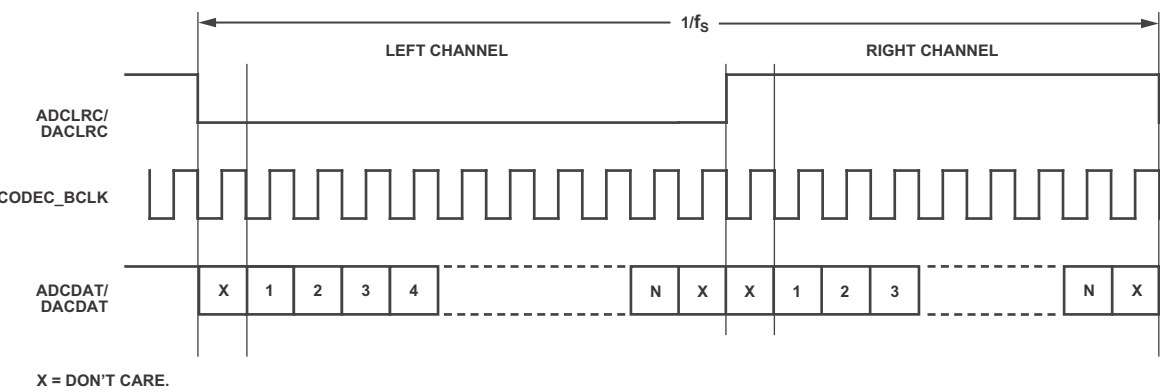 1/fS
LEFT CHANNEL
RIGHT CHANNEL
ADCLRC/
DACLRC
CODEC_BCLK
ADCDAT/
DACDAT
X 1 2 3 4 N X X 1 2 3 N X
X = DON'T CARE.